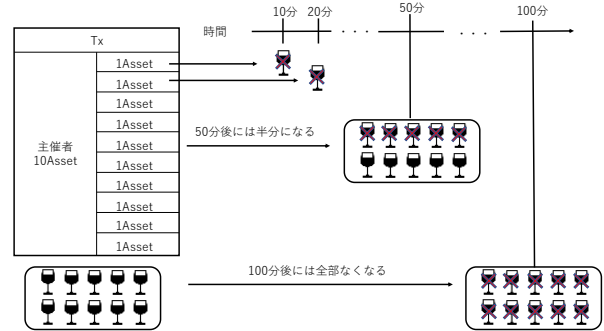 Tx
主催者
10Asset
1Asset
1Asset
1Asset
1Asset
1Asset
1Asset
1Asset
1Asset
1Asset
時間
10分
20分
50分
100分
・・・
・・・
50分後には半分になる
100分後には全部なくなる